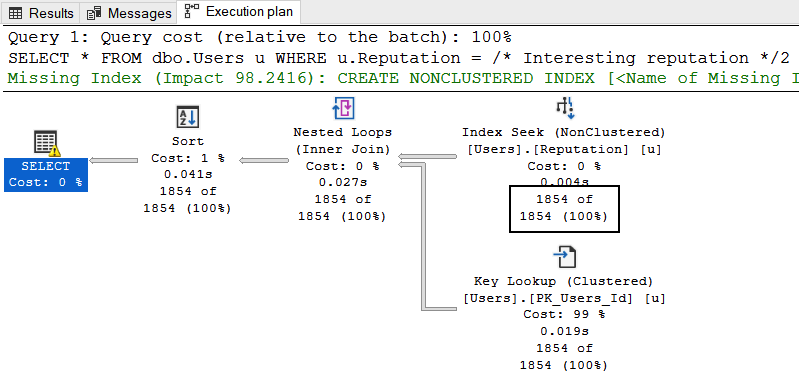 Results Messages Execution plan
Query 1: Query cost (relative to the batch): 100%
SELECT * FROM dbo.Users u WHERE u.Reputation = /* Interesting reputation */2
Missing Index (Impact 98.2416): CREATE NONCLUSTERED INDEX [<Name of Missing I
SELECT
Cost: 0 %
Sort
Cost: 1 %
0.041s
1854 of
1854 (100%)
Nested Loops
(Inner Join)
Cost: 0 %
0.027s
1854 of
1854 (100%)
Index Seek (NonClustered)
[Users].[Reputation] [u]
Cost: 0 %
0.004s
1854 of
1854 (100%)
Key Lookup (Clustered)
[Users].[PK_Users_Id] [u]
Cost: 99 %
0.019s
1854 of
1854 (100%)